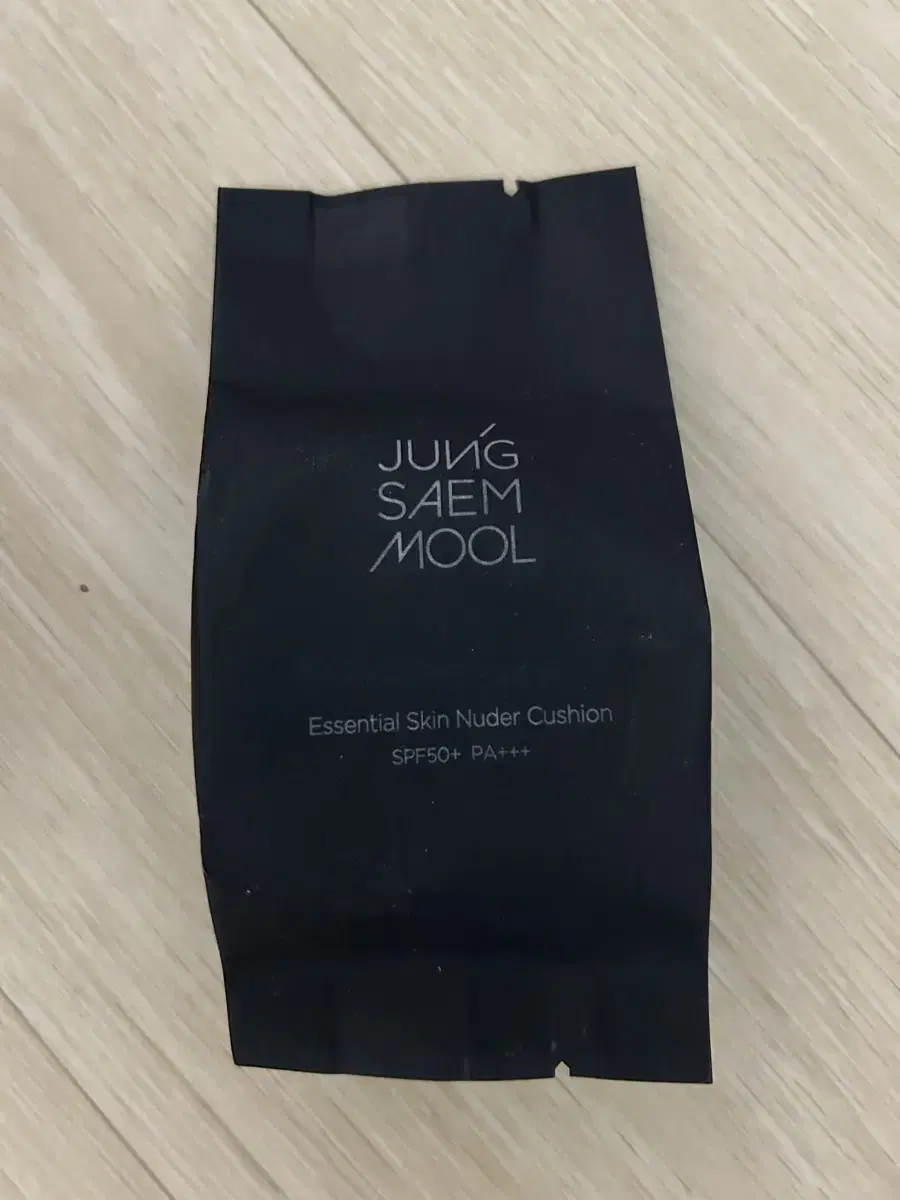 JUNG
SAEM
MOOL
Essential Skin Nuder Cushion
SPF50+ PA+++